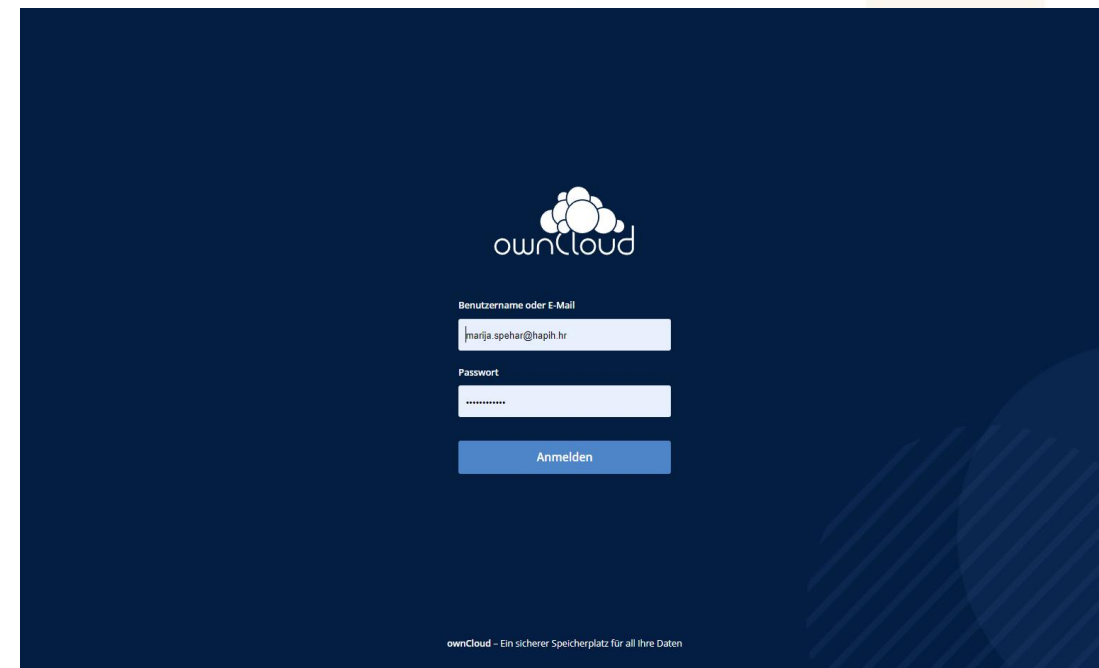 ownCloud
Benutzername oder E-Mail
marija.spehar@hapih.hr
Passwort
••••••••••••
Anmelden
ownCloud – Ein sicherer Speicherplatz für all Ihre Daten